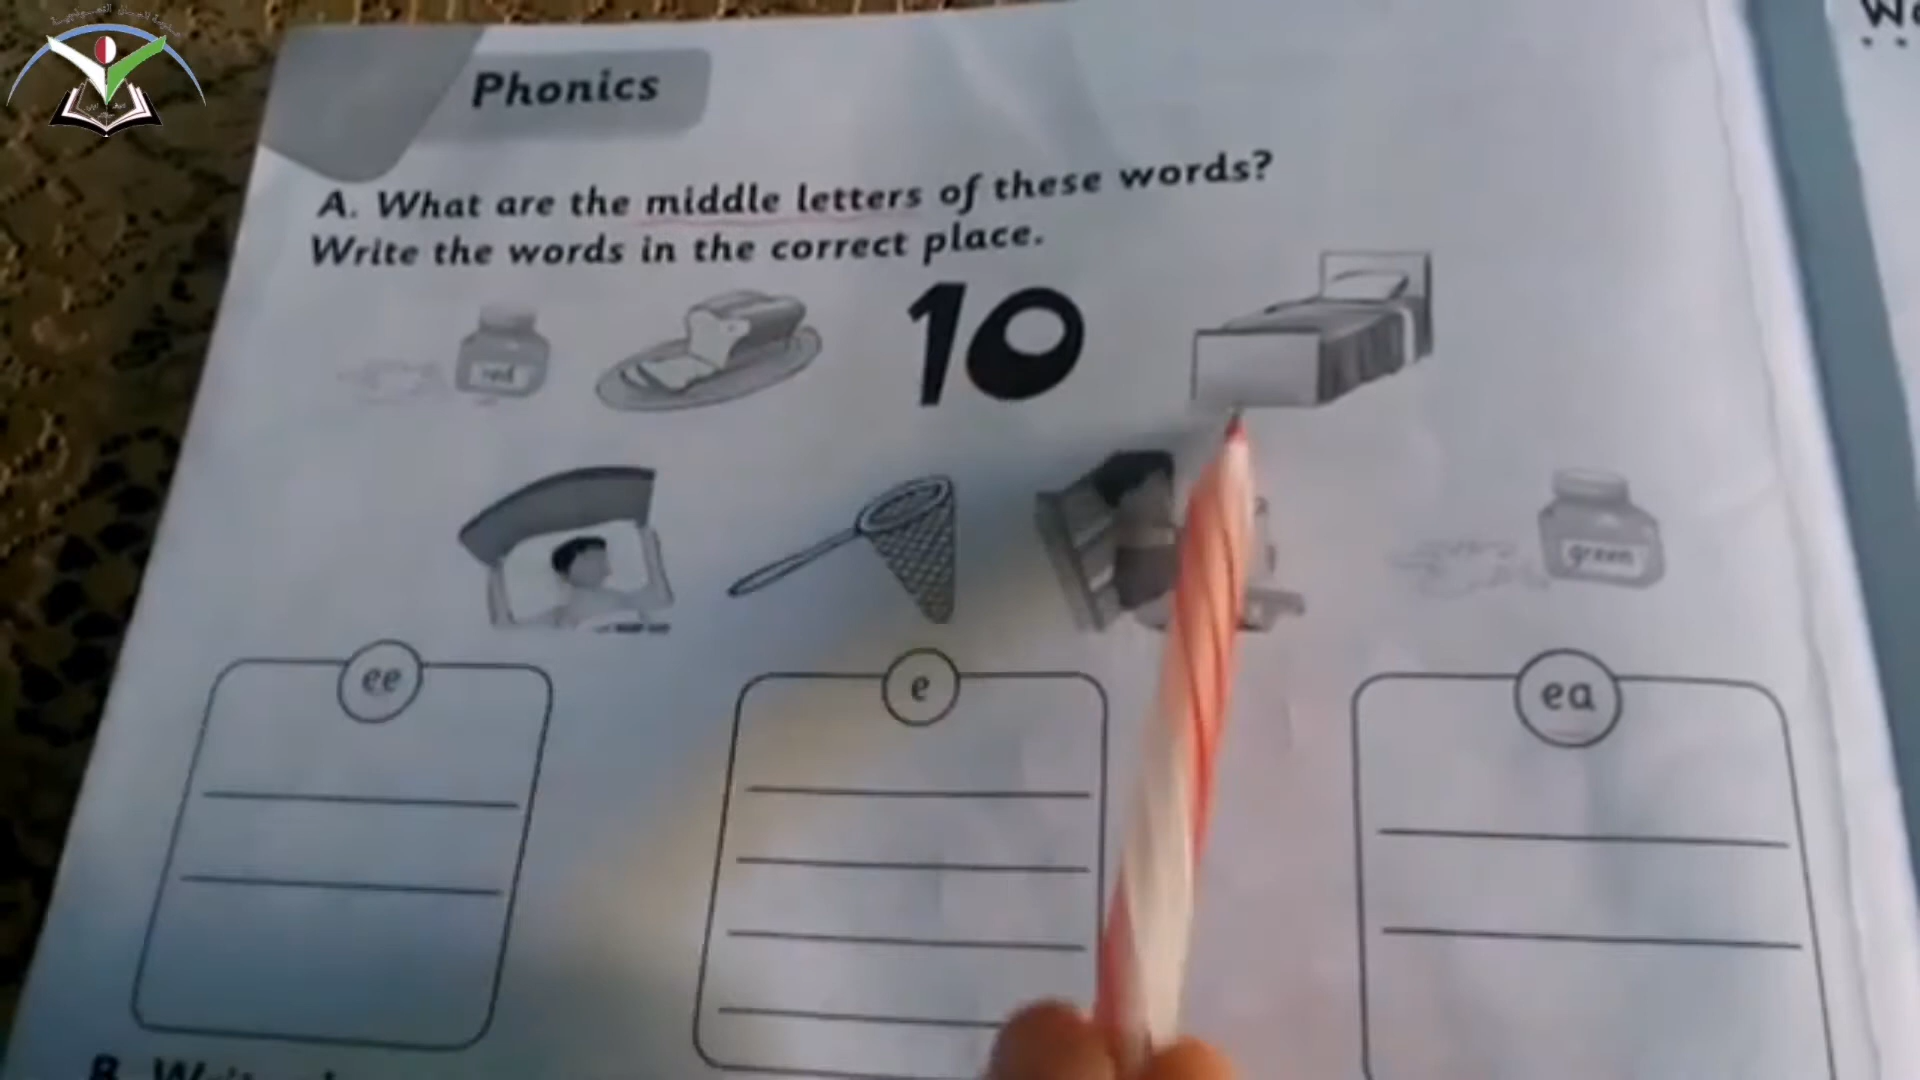 Phonics
A. What are the middle letters of these words?
Write the words in the correct place.
10
red
green
ee
e
ea
B.